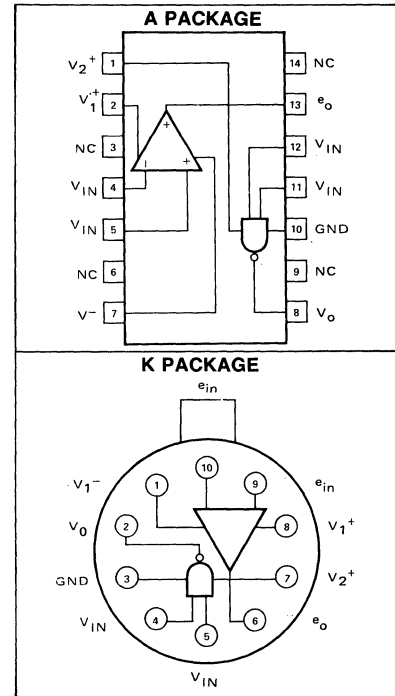 A PACKAGE
V2+ 1 14 NC
V1+ 2 13 eo
NC 3 12 VIN
VIN 4 11 VIN
VIN 5 10 GND
NC 6 9 NC
V− 7 8 Vo
+
− +
K PACKAGE
ein
V1− 1 10 9 ein
V0 2 8 V1+
GND 3 7 V2+
VIN 4 5 6 eo
VIN